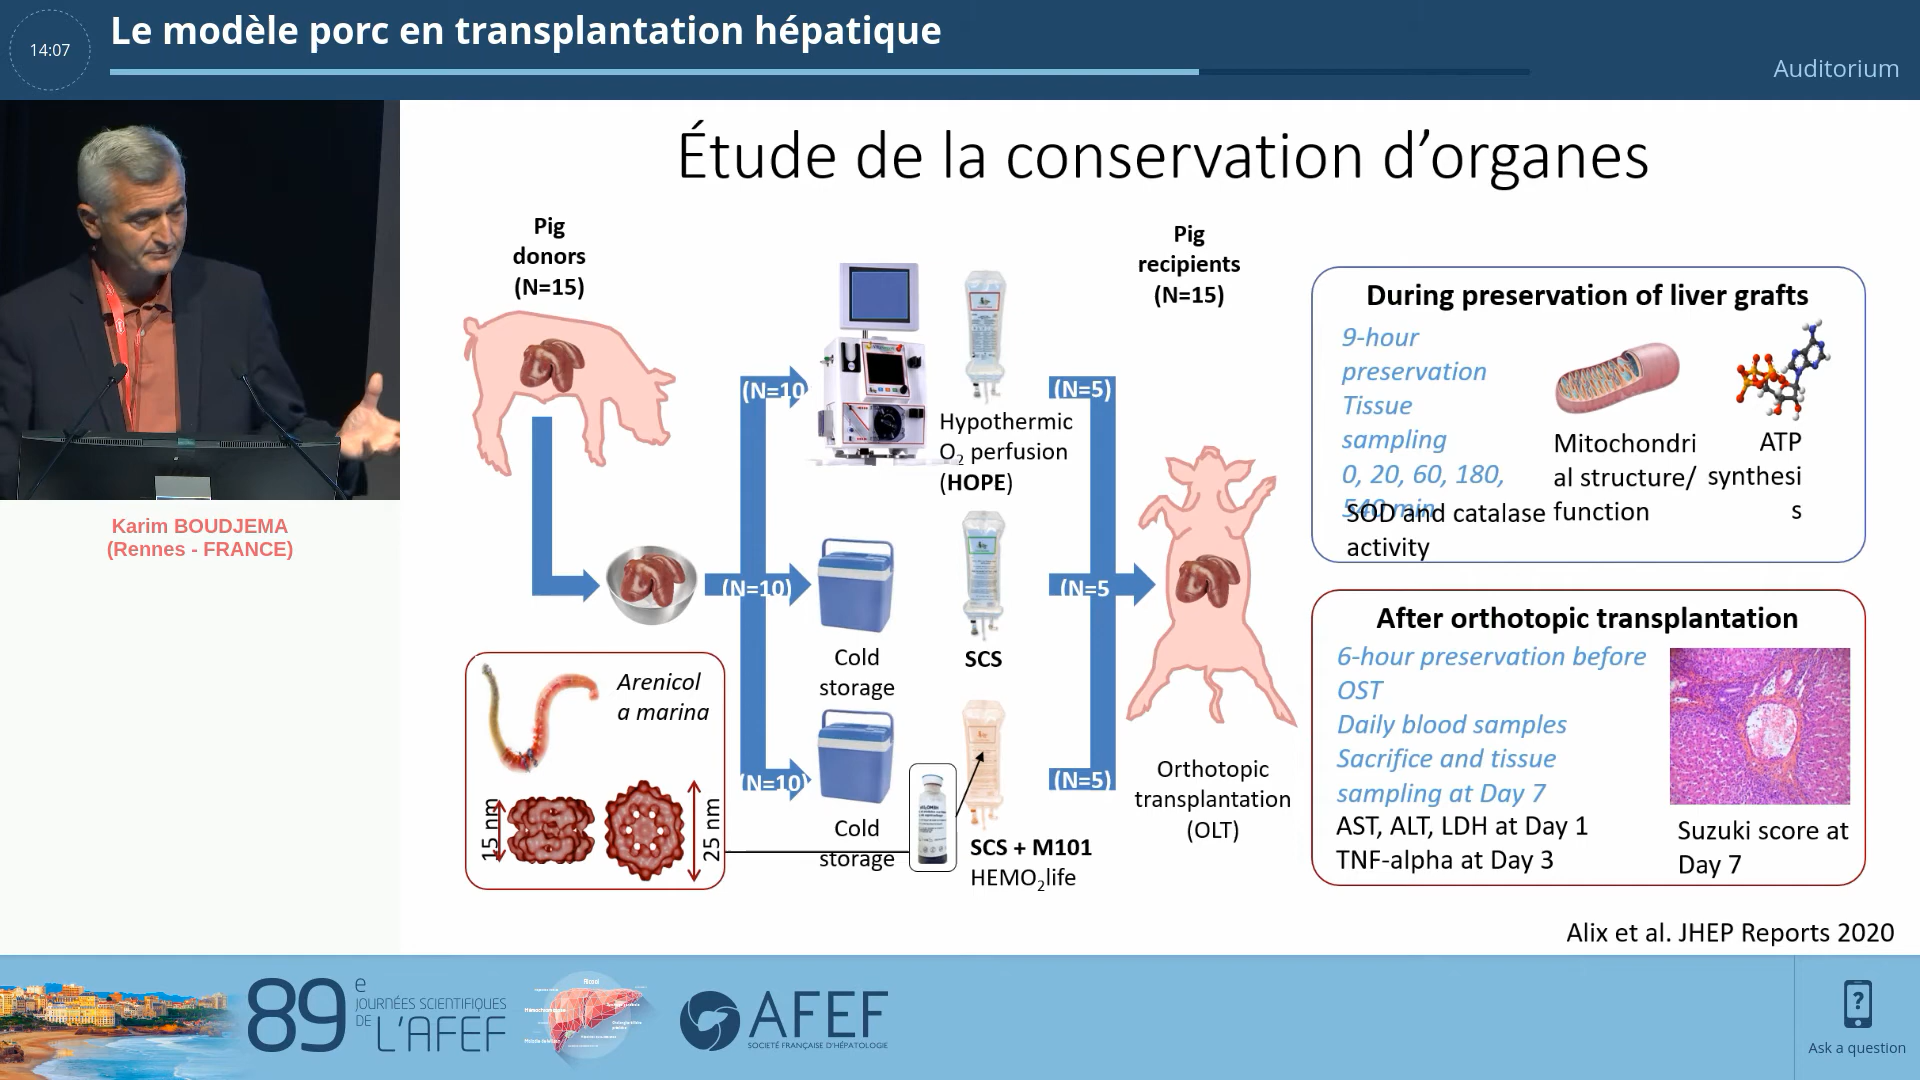 14:07
Le modèle porc en transplantation hépatique
Auditorium
Karim BOUDJEMA
(Rennes - FRANCE)
Étude de la conservation d’organes
Pig
donors
(N=15)
(N=10
(N=10)
(N=10)
Hypothermic
O2 perfusion
(HOPE)
Cold
storage
SCS
Cold
storage
SCS + M101
HEMO2life
Arenicol
a marina
15 nm
25 nm
(N=5)
(N=5
(N=5)
Pig
recipients
(N=15)
Orthotopic
transplantation
(OLT)
During preservation of liver grafts
9-hour
preservation
Tissue
sampling
0, 20, 60, 180,
540 min
SOD and catalase
activity
Mitochondri
al structure/
function
ATP
synthesi
s
After orthotopic transplantation
6-hour preservation before
OST
Daily blood samples
Sacrifice and tissue
sampling at Day 7
AST, ALT, LDH at Day 1
TNF-alpha at Day 3
Suzuki score at
Day 7
Alix et al. JHEP Reports 2020
89e
JOURNÉES SCIENTIFIQUES
DE L’AFEF
AFEF
SOCIÉTÉ FRANÇAISE D’HÉPATOLOGIE
?
Ask a question